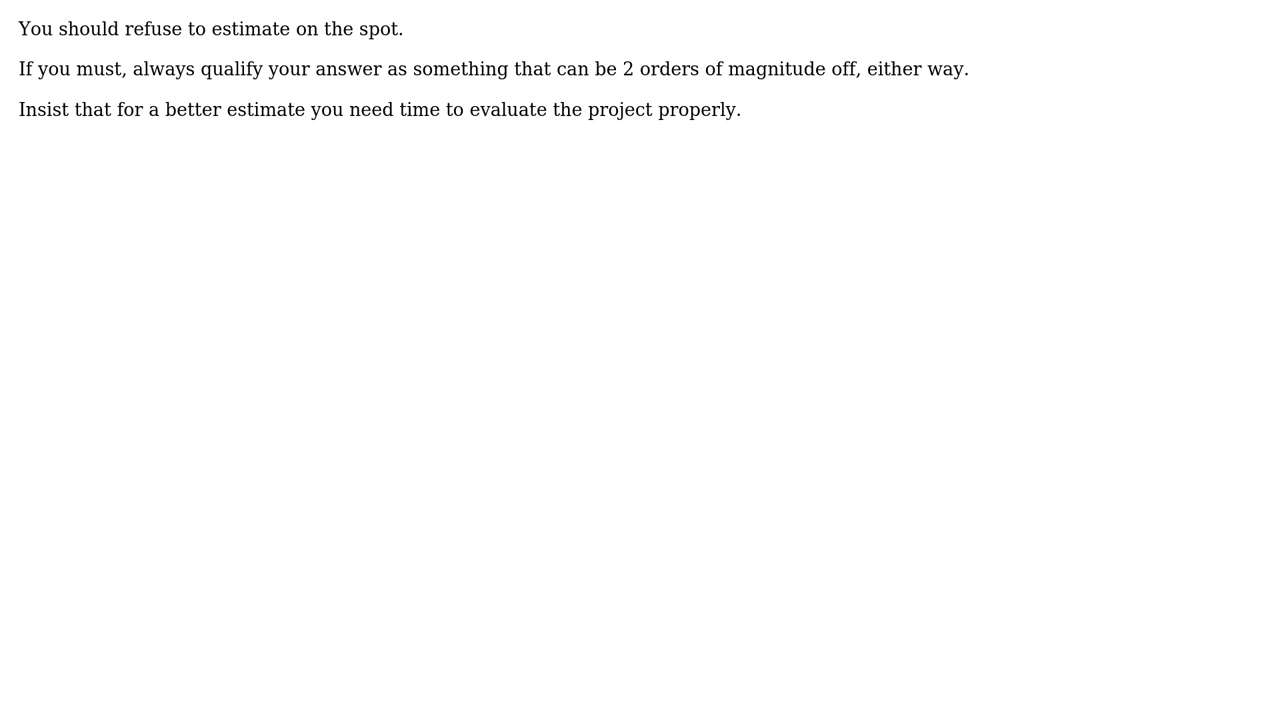 You should refuse to estimate on the spot.
If you must, always qualify your answer as something that can be 2 orders of magnitude off, either way.
Insist that for a better estimate you need time to evaluate the project properly.